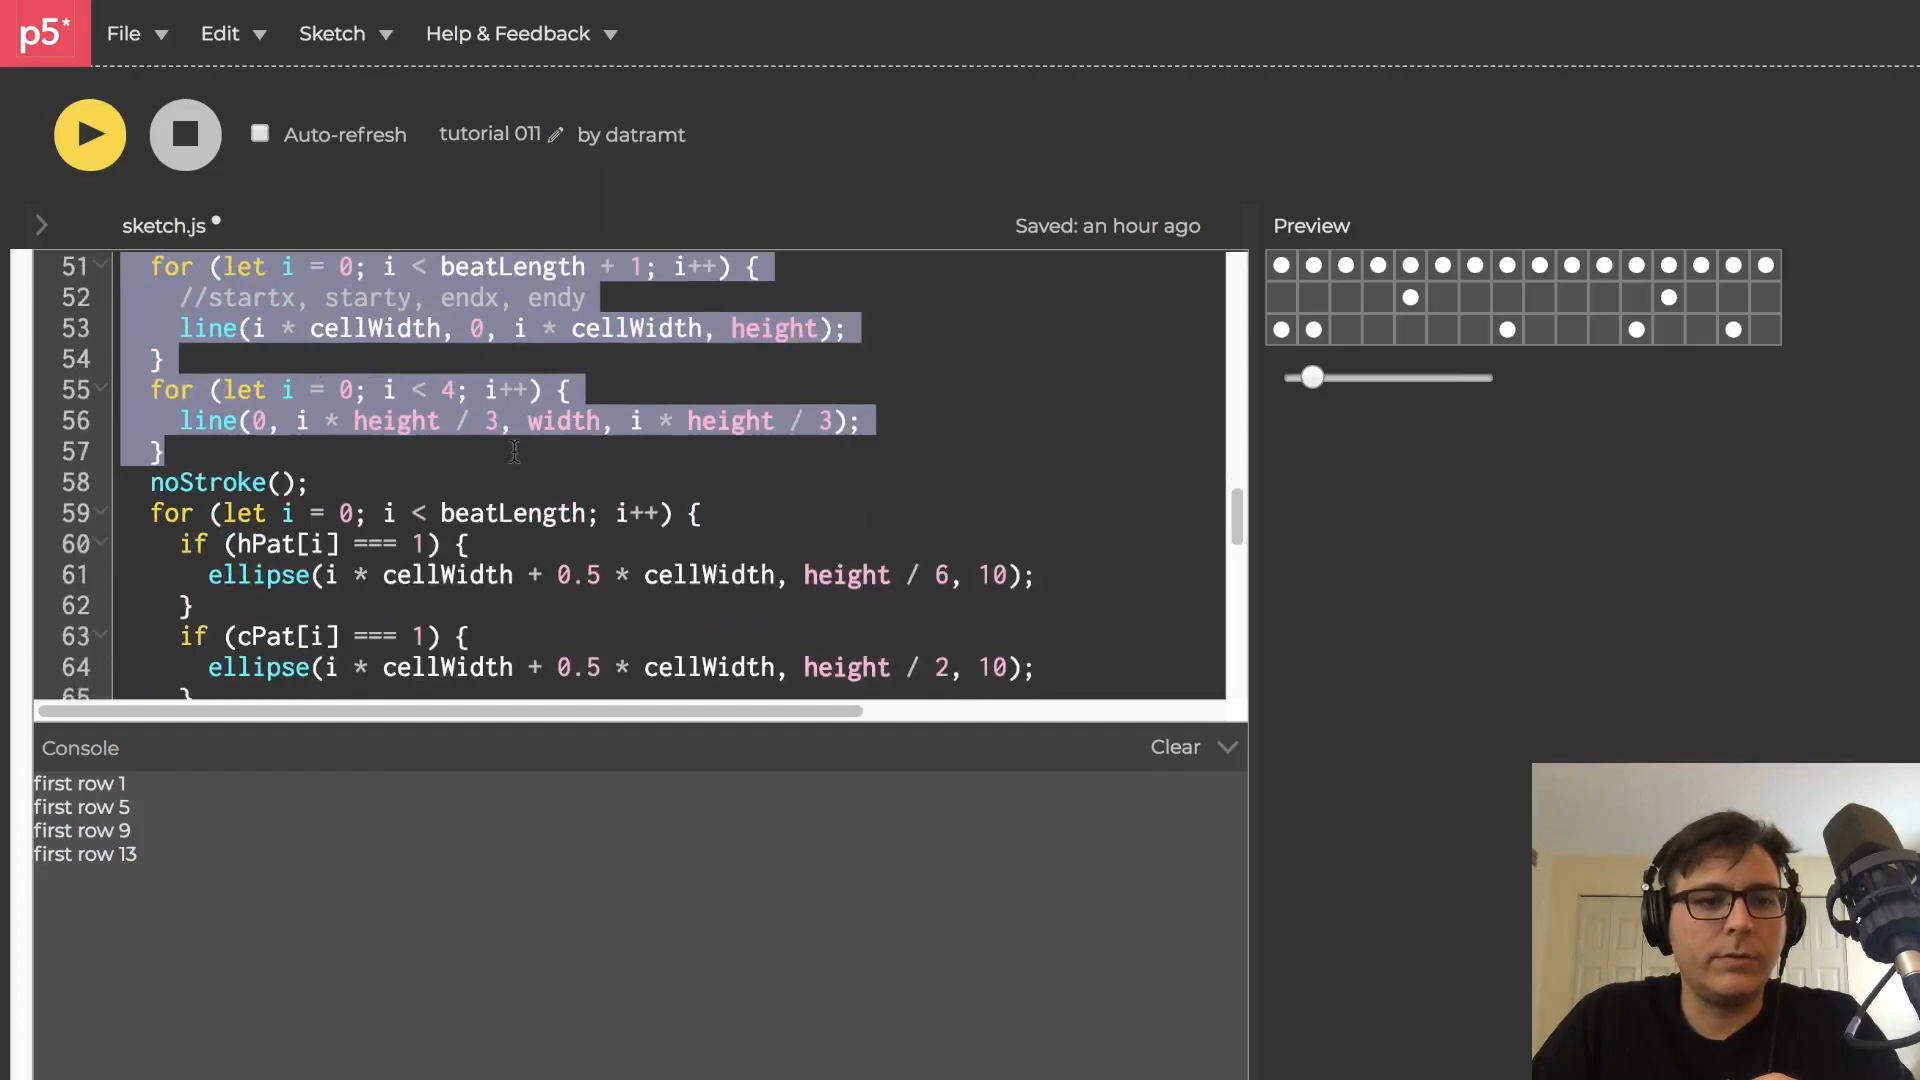 p5*
File Edit Sketch Help & Feedback
Auto-refresh tutorial 011 by datramt
sketch.js Saved: an hour ago Preview
51 for (let i = 0; i < beatLength + 1; i++) {
52 //startx, starty, endx, endy
53 line(i * cellWidth, 0, i * cellWidth, height);
54 }
55 for (let i = 0; i < 4; i++) {
56 line(0, i * height / 3, width, i * height / 3);
57 }
58 noStroke();
59 for (let i = 0; i < beatLength; i++) {
60 if (hPat[i] === 1) {
61 ellipse(i * cellWidth + 0.5 * cellWidth, height / 6, 10);
62 }
63 if (cPat[i] === 1) {
64 ellipse(i * cellWidth + 0.5 * cellWidth, height / 2, 10);
65 }
Console Clear
first row 1
first row 5
first row 9
first row 13